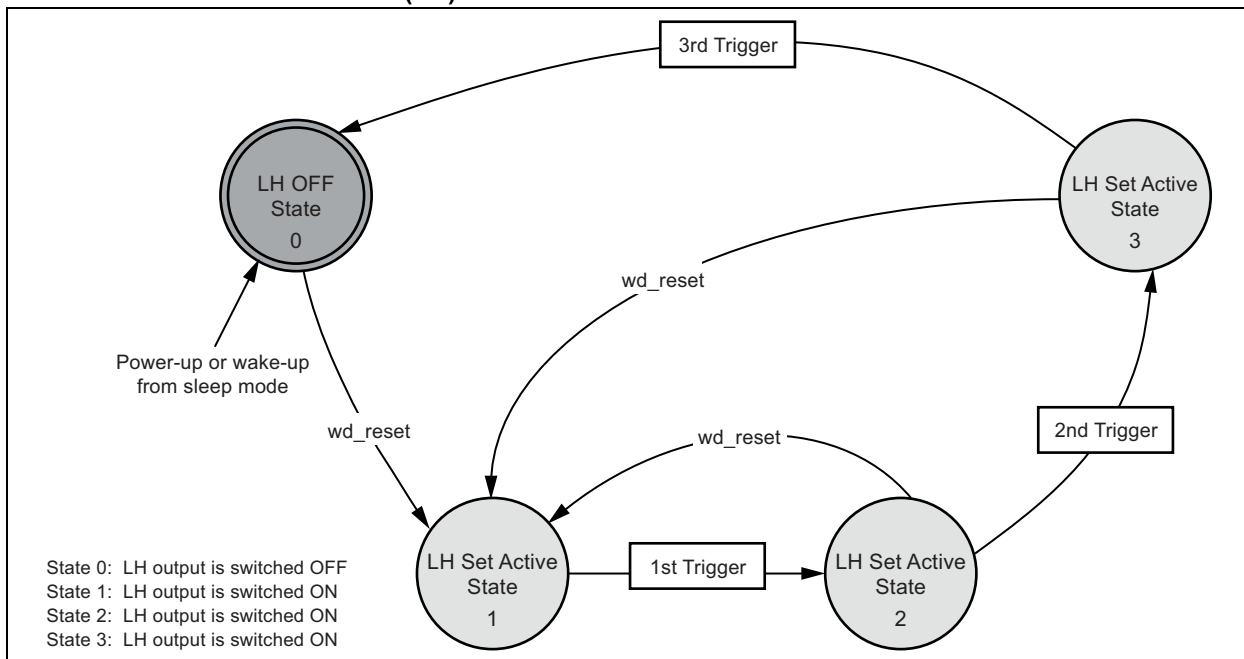 3rd Trigger
LH OFF
State
0
LH Set Active
State
3
wd_reset
Power-up or wake-up
from sleep mode
wd_reset
wd_reset
2nd Trigger
LH Set Active
State
1
1st Trigger
LH Set Active
State
2
State 0: LH output is switched OFF
State 1: LH output is switched ON
State 2: LH output is switched ON
State 3: LH output is switched ON